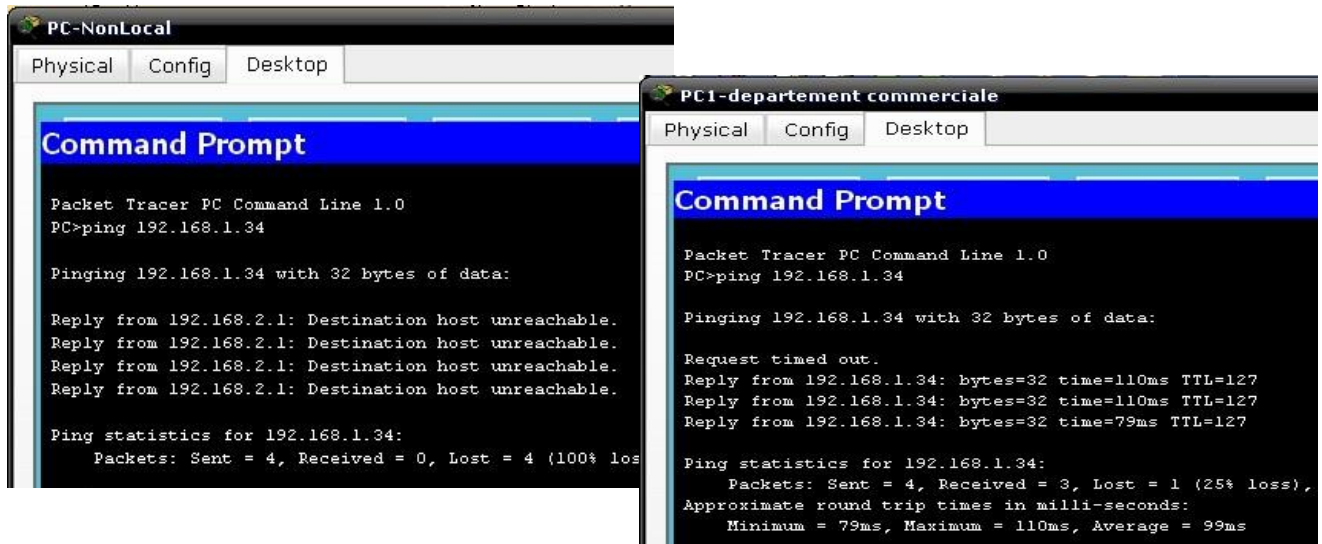 PC-NonLocal
Physical Config Desktop
Command Prompt
Packet Tracer PC Command Line 1.0
PC>ping 192.168.1.34
Pinging 192.168.1.34 with 32 bytes of data:
Reply from 192.168.2.1: Destination host unreachable.
Reply from 192.168.2.1: Destination host unreachable.
Reply from 192.168.2.1: Destination host unreachable.
Reply from 192.168.2.1: Destination host unreachable.
Ping statistics for 192.168.1.34:
Packets: Sent = 4, Received = 0, Lost = 4 (100% los
PC1-departement commerciale
Physical Config Desktop
Command Prompt
Packet Tracer PC Command Line 1.0
PC>ping 192.168.1.34
Pinging 192.168.1.34 with 32 bytes of data:
Request timed out.
Reply from 192.168.1.34: bytes=32 time=110ms TTL=127
Reply from 192.168.1.34: bytes=32 time=110ms TTL=127
Reply from 192.168.1.34: bytes=32 time=79ms TTL=127
Ping statistics for 192.168.1.34:
Packets: Sent = 4, Received = 3, Lost = 1 (25% loss),
Approximate round trip times in milli-seconds:
Minimum = 79ms, Maximum = 110ms, Average = 99ms